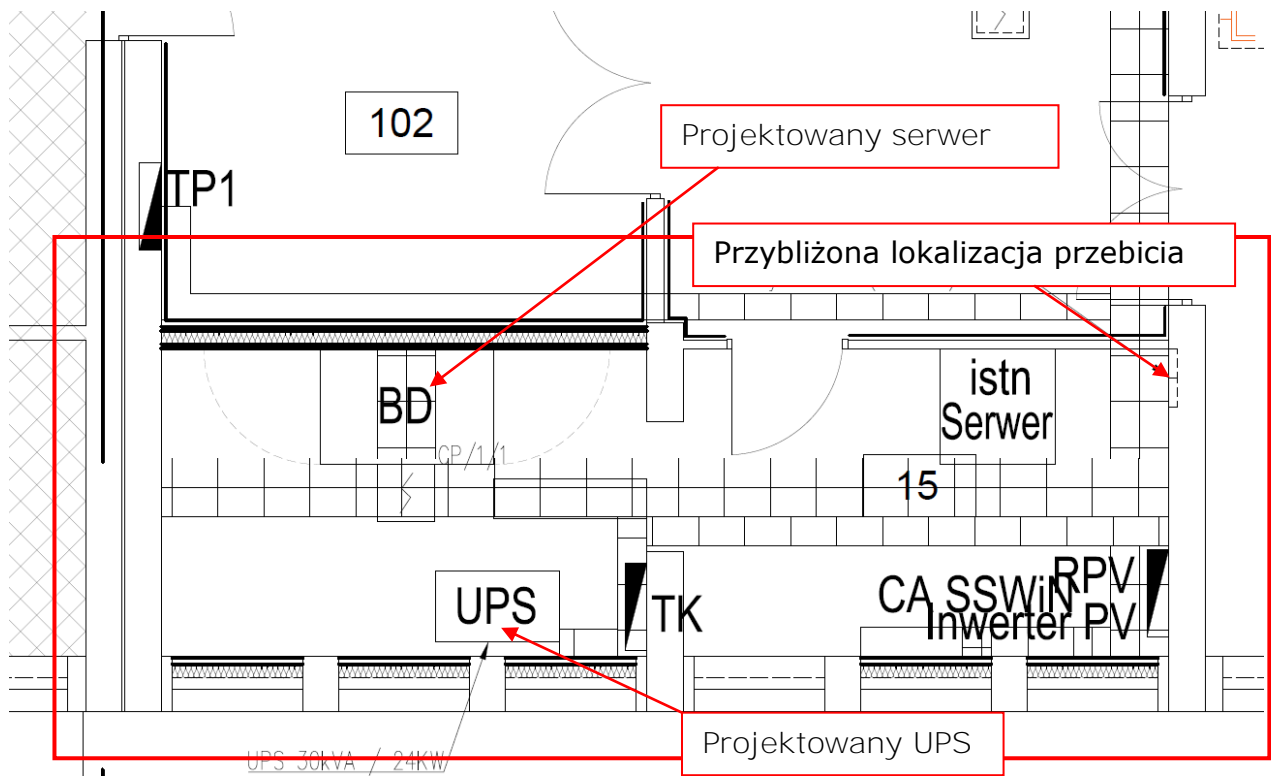 102
Projektowany serwer
TP1
Przybliżona lokalizacja przebicia
BD
istn
Serwer
CP/1/1
15
UPS
TK
RPV
CA SSWiN
Inwerter PV
Projektowany UPS
UPS 30kVA / 24KW